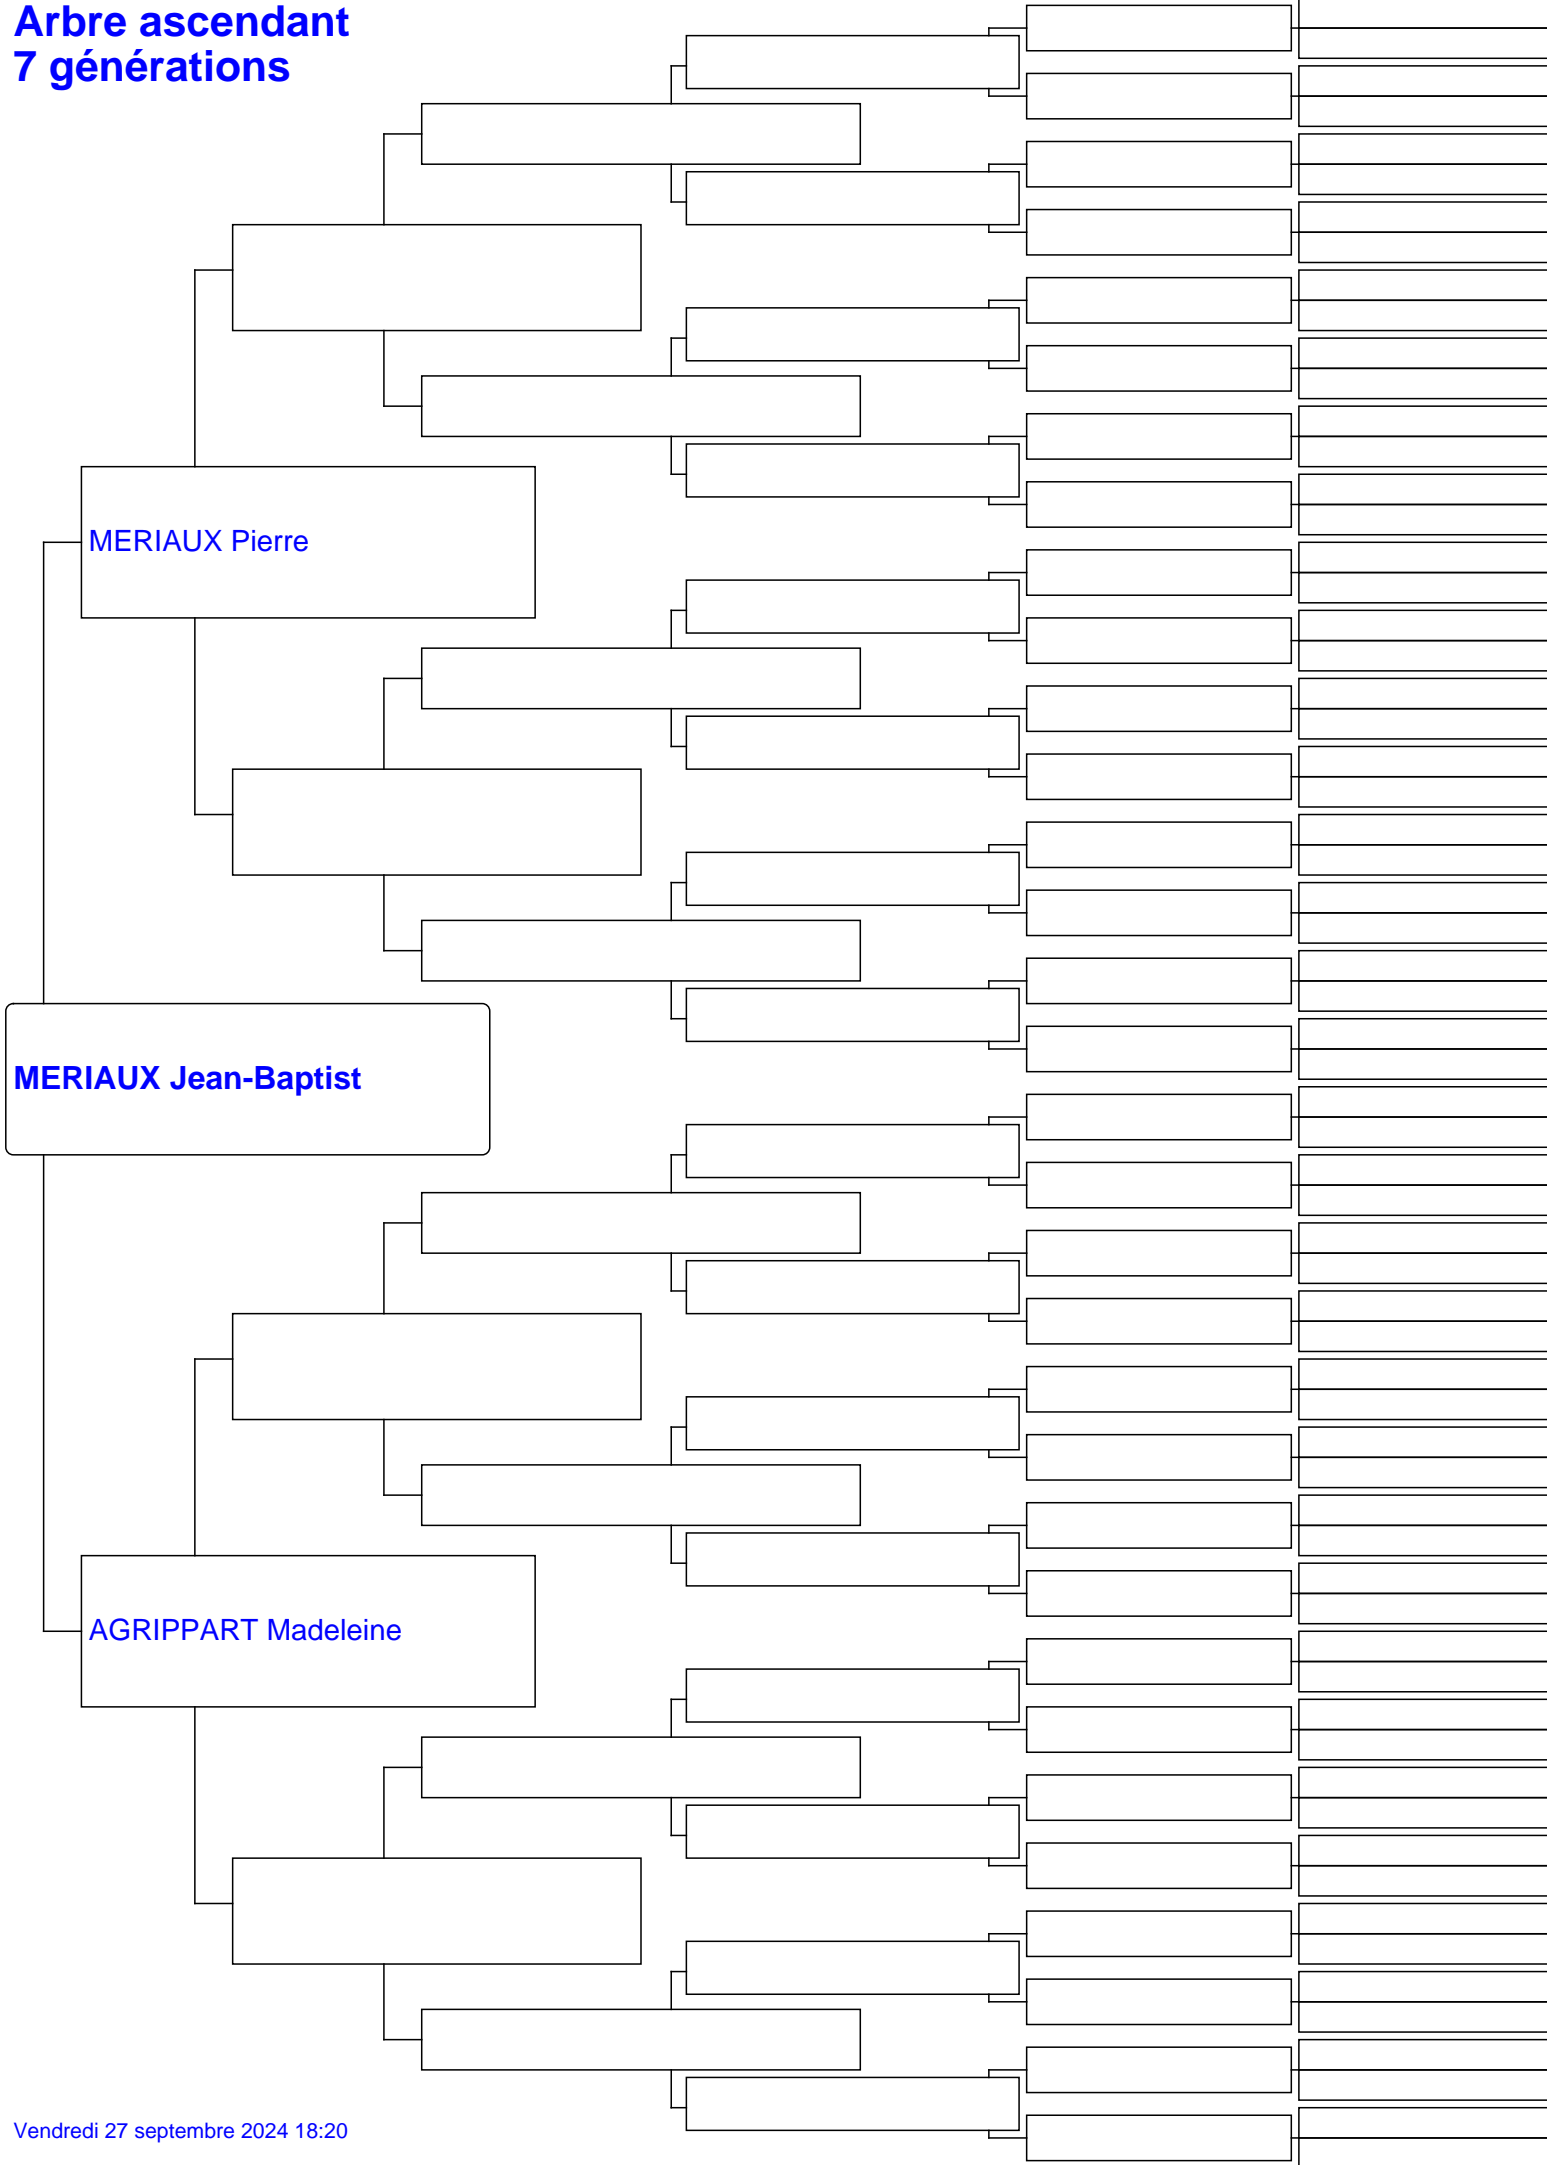 Arbre ascendant
7 générations
MERIAUX Pierre
MERIAUX Jean-Baptist
AGRIPPART Madeleine
Vendredi 27 septembre 2024 18:20